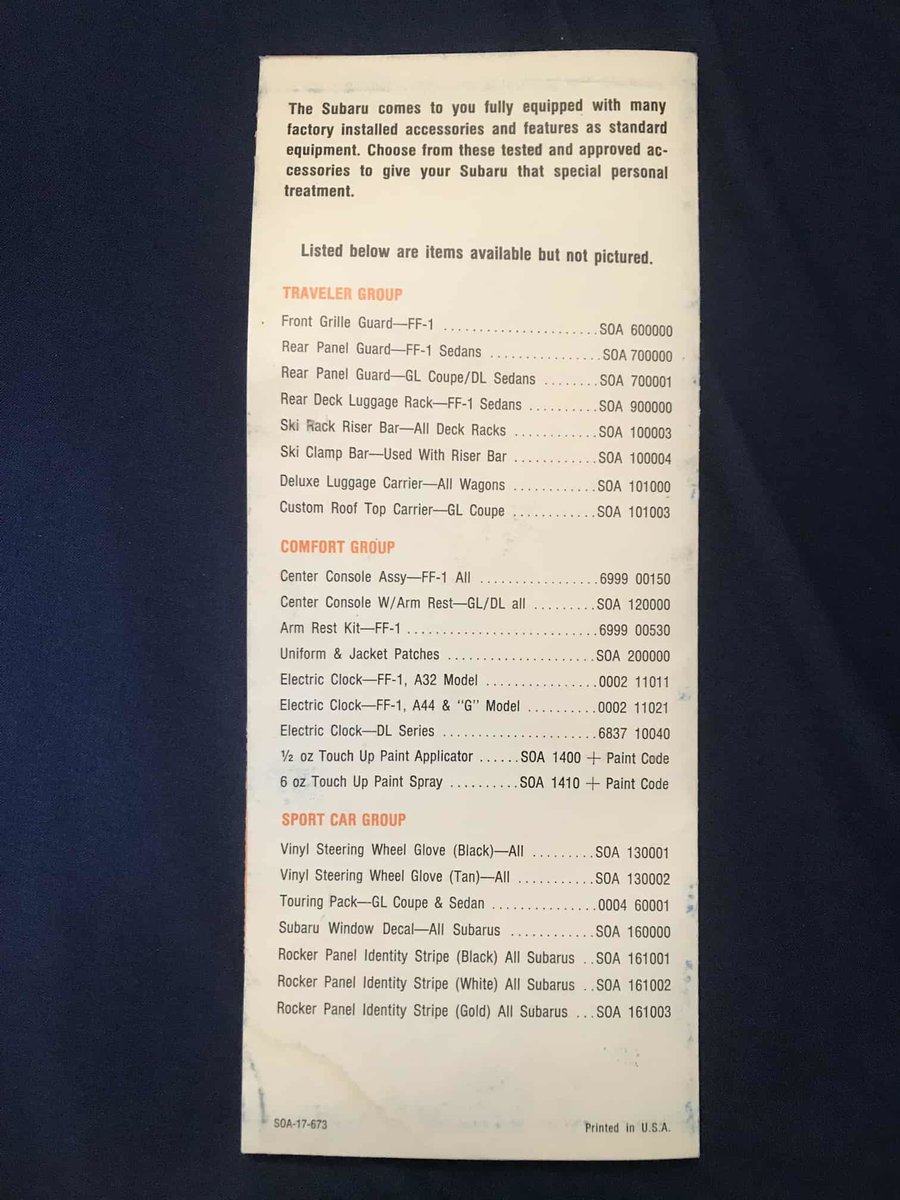 The Subaru comes to you fully equipped with many
factory installed accessories and features as standard
equipment. Choose from these tested and approved ac-
cessories to give your Subaru that special personal
treatment.
Listed below are items available but not pictured.
TRAVELER GROUP
Front Grille Guard—FF-1 ......................SOA 600000
Rear Panel Guard—FF-1 Sedans ................SOA 700000
Rear Panel Guard—GL Coupe/DL Sedans ........SOA 700001
Rear Deck Luggage Rack—FF-1 Sedans ..........SOA 900000
Ski Rack Riser Bar—All Deck Racks ............SOA 100003
Ski Clamp Bar—Used With Riser Bar ............SOA 100004
Deluxe Luggage Carrier—All Wagons ............SOA 101000
Custom Roof Top Carrier—GL Coupe ............SOA 101003
COMFORT GROUP
Center Console Assy—FF-1 All .................6999 00150
Center Console W/Arm Rest—GL/DL all .........SOA 120000
Arm Rest Kit—FF-1 ............................6999 00530
Uniform & Jacket Patches .....................SOA 200000
Electric Clock—FF-1, A32 Model ................0002 11011
Electric Clock—FF-1, A44 & "G" Model ..........0002 11021
Electric Clock—DL Series ......................6837 10040
½ oz Touch Up Paint Applicator ......SOA 1400 + Paint Code
6 oz Touch Up Paint Spray ..........SOA 1410 + Paint Code
SPORT CAR GROUP
Vinyl Steering Wheel Glove (Black)—All .........SOA 130001
Vinyl Steering Wheel Glove (Tan)—All ...........SOA 130002
Touring Pack—GL Coupe & Sedan ...............0004 60001
Subaru Window Decal—All Subarus ............SOA 160000
Rocker Panel Identity Stripe (Black) All Subarus ..SOA 161001
Rocker Panel Identity Stripe (White) All Subarus ..SOA 161002
Rocker Panel Identity Stripe (Gold) All Subarus ...SOA 161003
SOA-17-673
Printed in U.S.A.